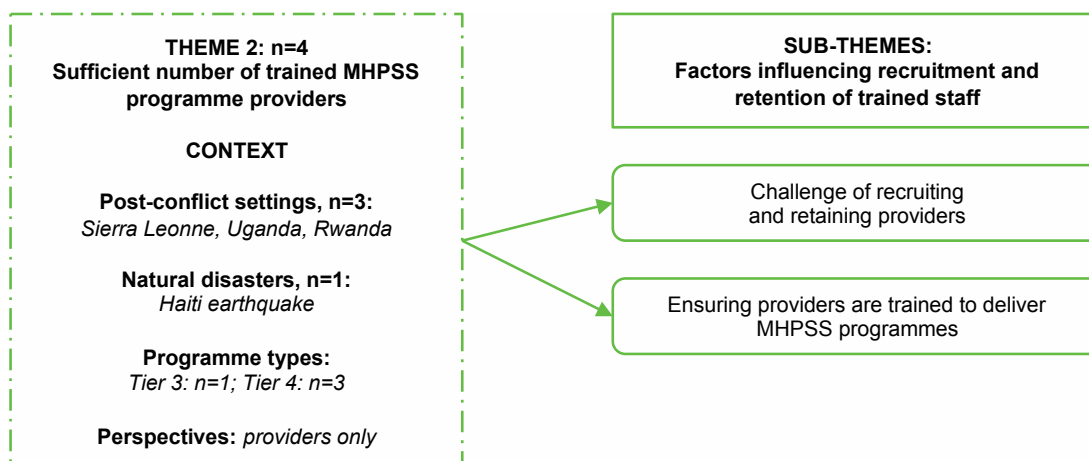 THEME 2: n=4
Sufficient number of trained MHPSS
programme providers
CONTEXT
Post-conflict settings, n=3:
Sierra Leonne, Uganda, Rwanda
Natural disasters, n=1:
Haiti earthquake
Programme types:
Tier 3: n=1; Tier 4: n=3
Perspectives: providers only
SUB-THEMES:
Factors influencing recruitment and
retention of trained staff
Challenge of recruiting
and retaining providers
Ensuring providers are trained to deliver
MHPSS programmes